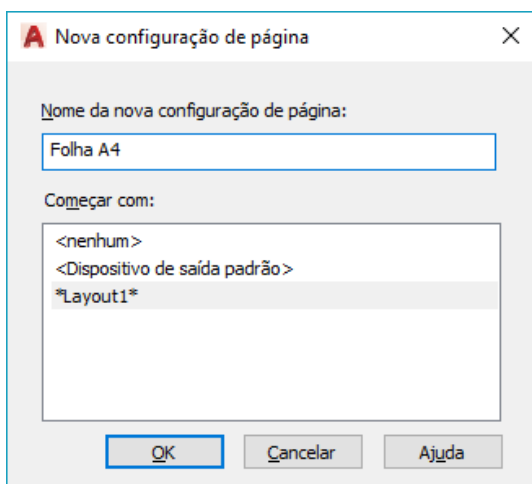 Nova configuração de página
Nome da nova configuração de página:
Folha A4
Começar com:
<nenhum>
<Dispositivo de saída padrão>
*Layout1*
OK
Cancelar
Ajuda